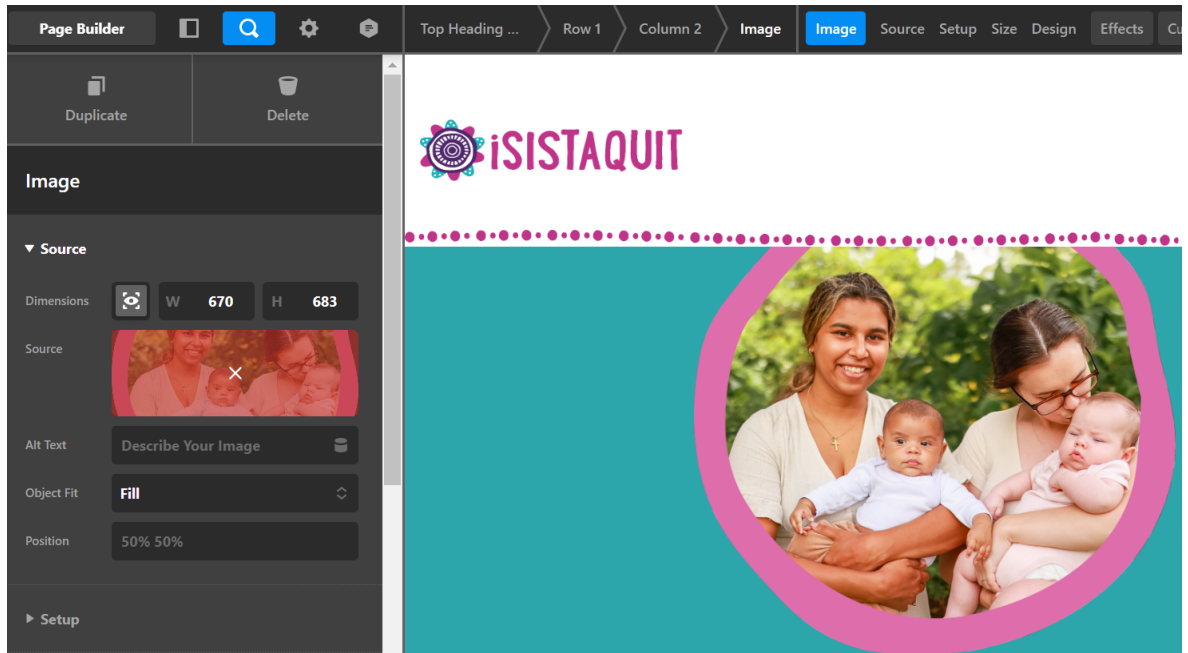 Page Builder
Top Heading ...
Row 1
Column 2
Image
Image
Source
Setup
Size
Design
Effects
Cu
Duplicate
Delete
Image
Source
Dimensions
W 670
H 683
Source
Alt Text
Describe Your Image
Object Fit
Fill
Position
50% 50%
Setup
iSISTAQUIT